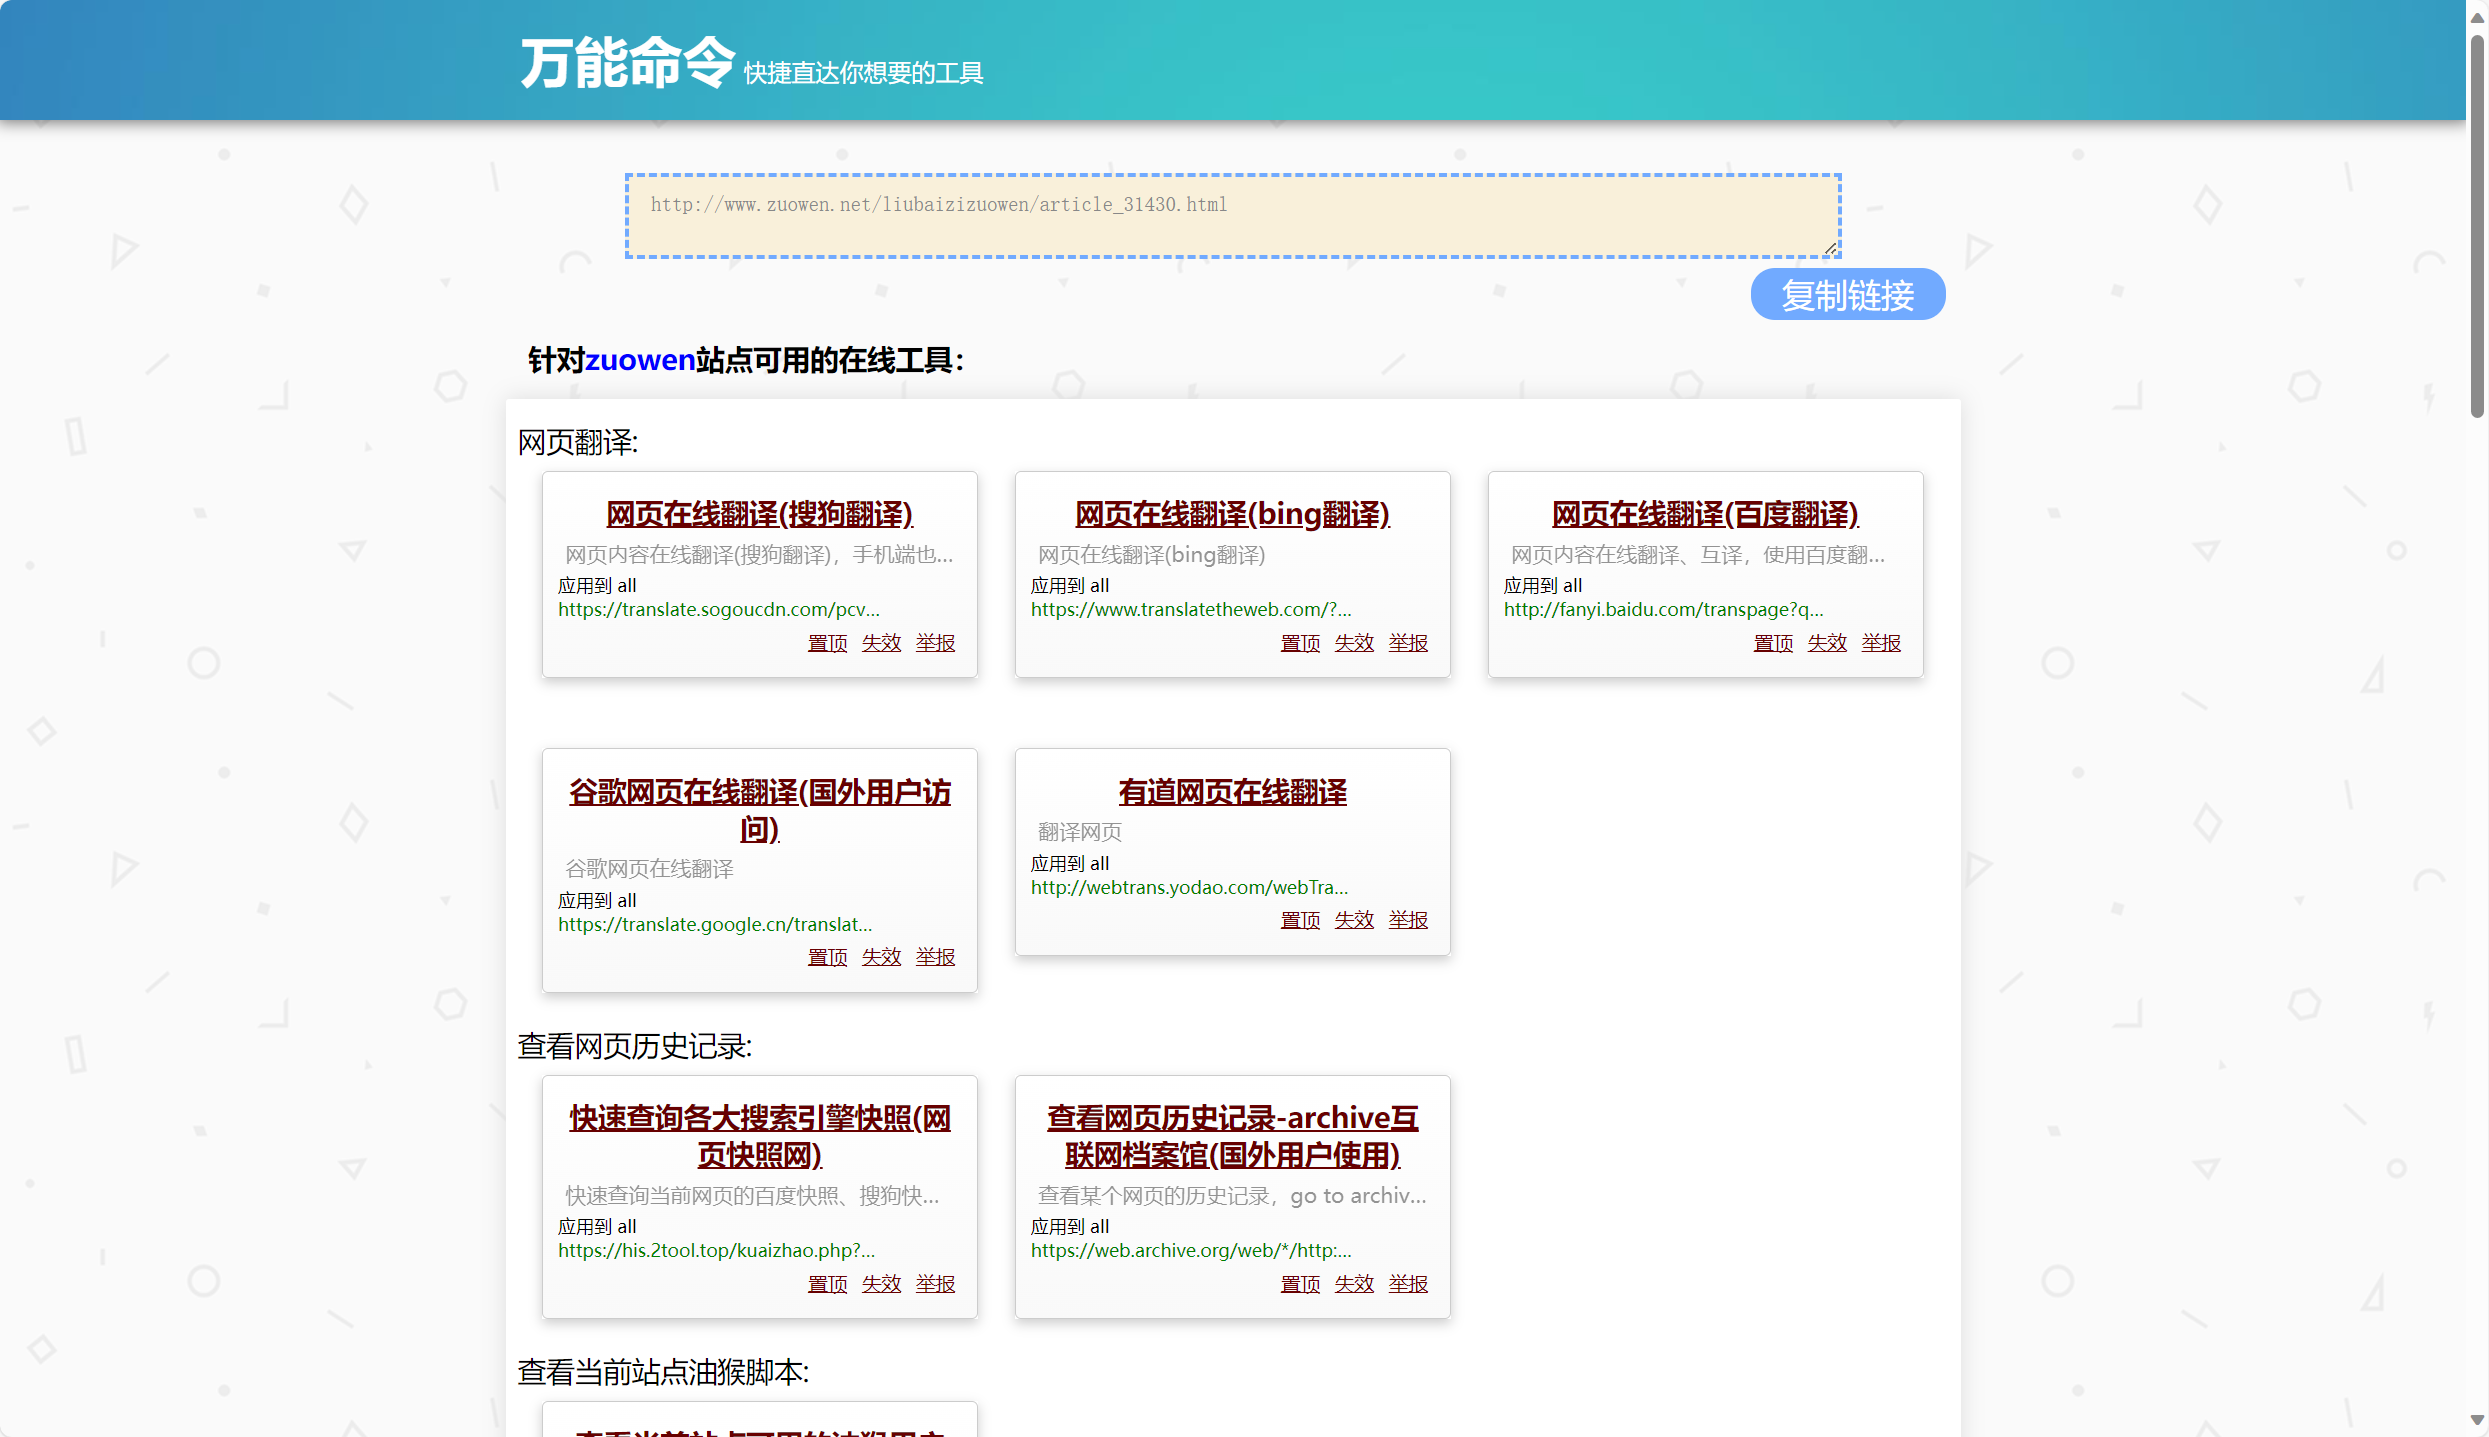 万能命令 快捷直达你想要的工具
http://www.zuowen.net/liubaizizuowen/article_31430.html
复制链接
针对zuowen站点可用的在线工具：
网页翻译:
网页在线翻译(搜狗翻译)
网页内容在线翻译(搜狗翻译)，手机端也...
应用到 all
https://translate.sogoucdn.com/pcv...
置顶 失效 举报
网页在线翻译(bing翻译)
网页在线翻译(bing翻译)
应用到 all
https://www.translatetheweb.com/?...
置顶 失效 举报
网页在线翻译(百度翻译)
网页内容在线翻译、互译，使用百度翻...
应用到 all
http://fanyi.baidu.com/transpage?q...
置顶 失效 举报
谷歌网页在线翻译(国外用户访
问)
谷歌网页在线翻译
应用到 all
https://translate.google.cn/translat...
置顶 失效 举报
有道网页在线翻译
翻译网页
应用到 all
http://webtrans.yodao.com/webTra...
置顶 失效 举报
查看网页历史记录:
快速查询各大搜索引擎快照(网
页快照网)
快速查询当前网页的百度快照、搜狗快...
应用到 all
https://his.2tool.top/kuaizhao.php?...
置顶 失效 举报
查看网页历史记录-archive互
联网档案馆(国外用户使用)
查看某个网页的历史记录，go to archiv...
应用到 all
https://web.archive.org/web/*/http:...
置顶 失效 举报
查看当前站点油猴脚本:
查看当前站点可用的油猴用户